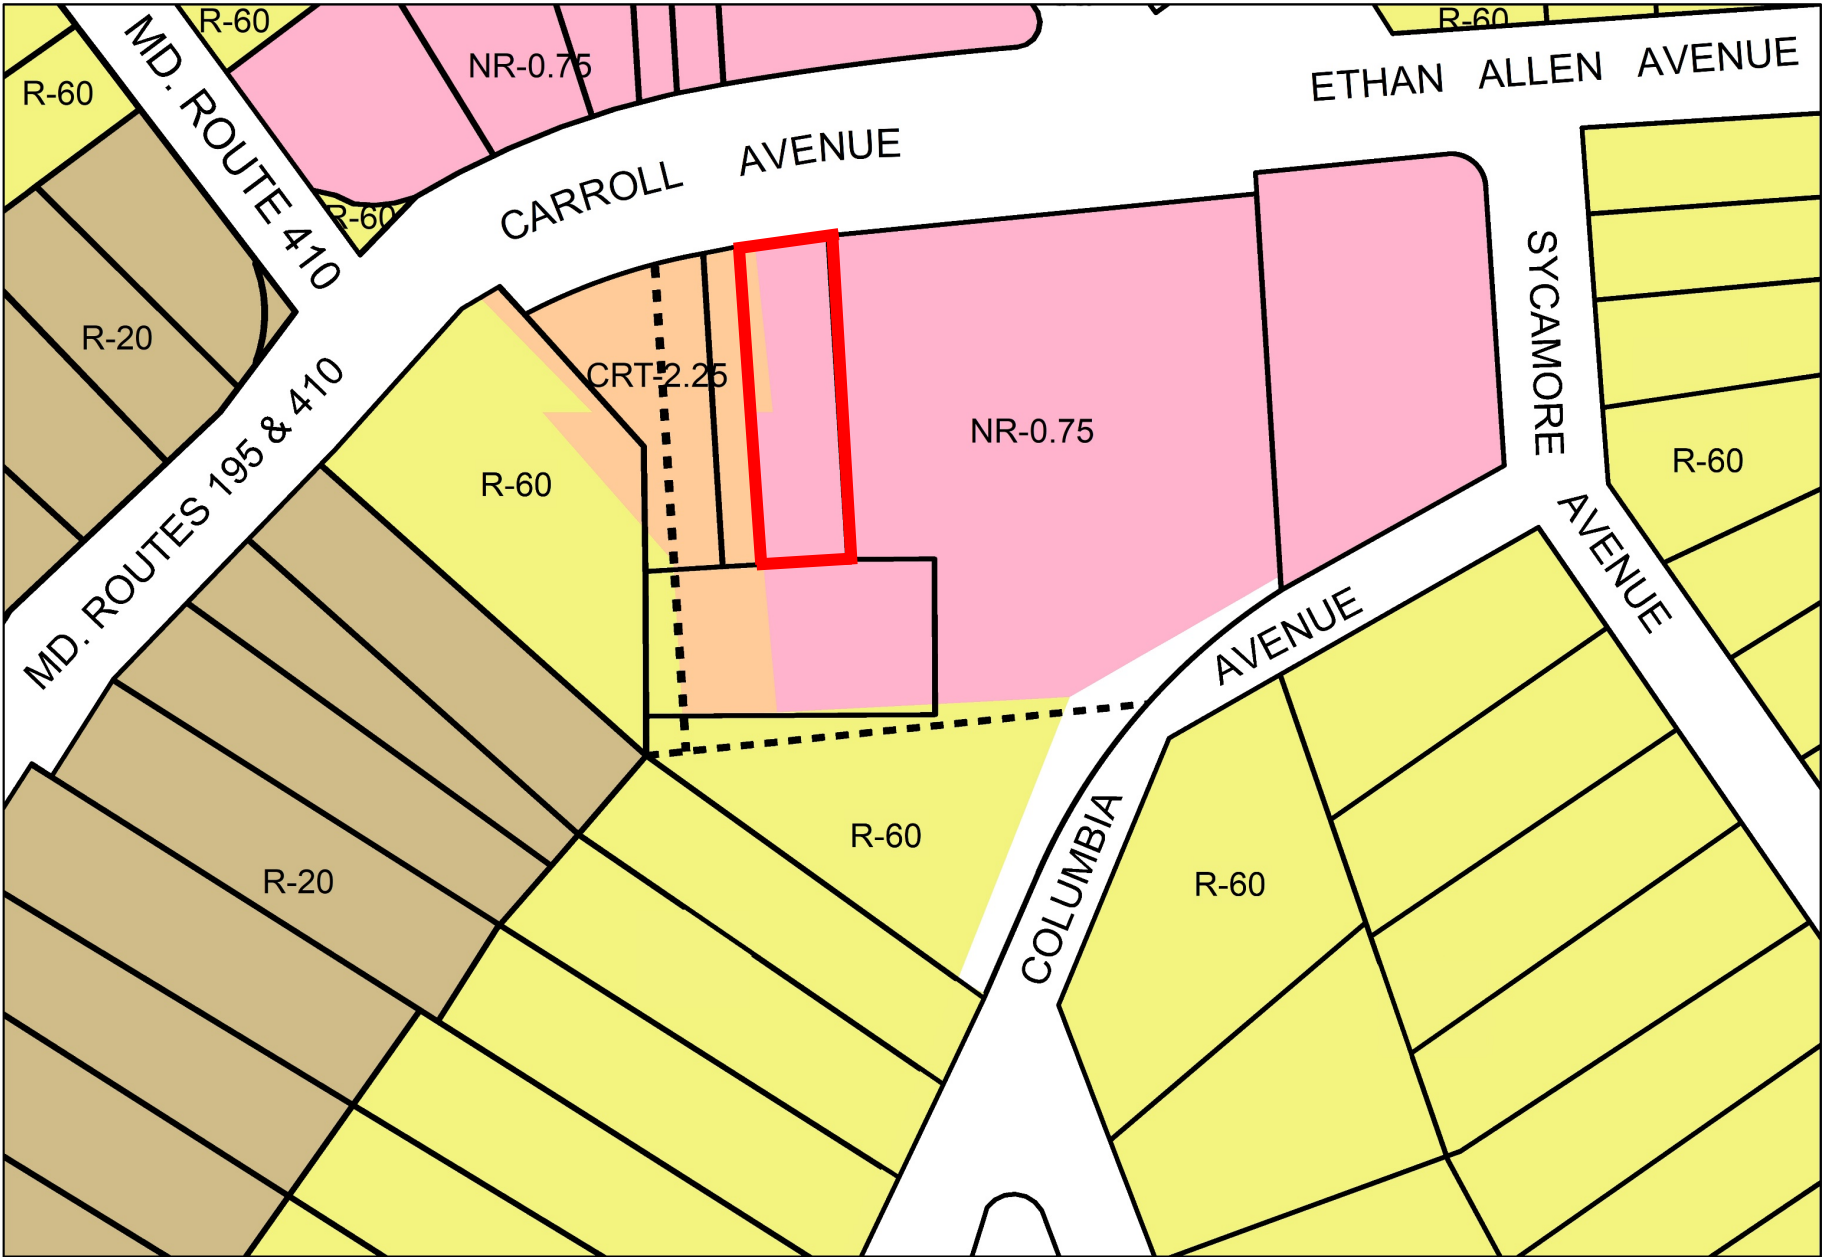 R-60
R-60
NR-0.75
R-60
ETHAN ALLEN AVENUE
R-60
MD. ROUTE 410
CARROLL AVENUE
R-60
R-20
CRT-2.25
NR-0.75
SYCAMORE AVENUE
R-60
R-60
MD. ROUTES 195 & 410
COLUMBIA AVENUE
R-60
R-60
R-20